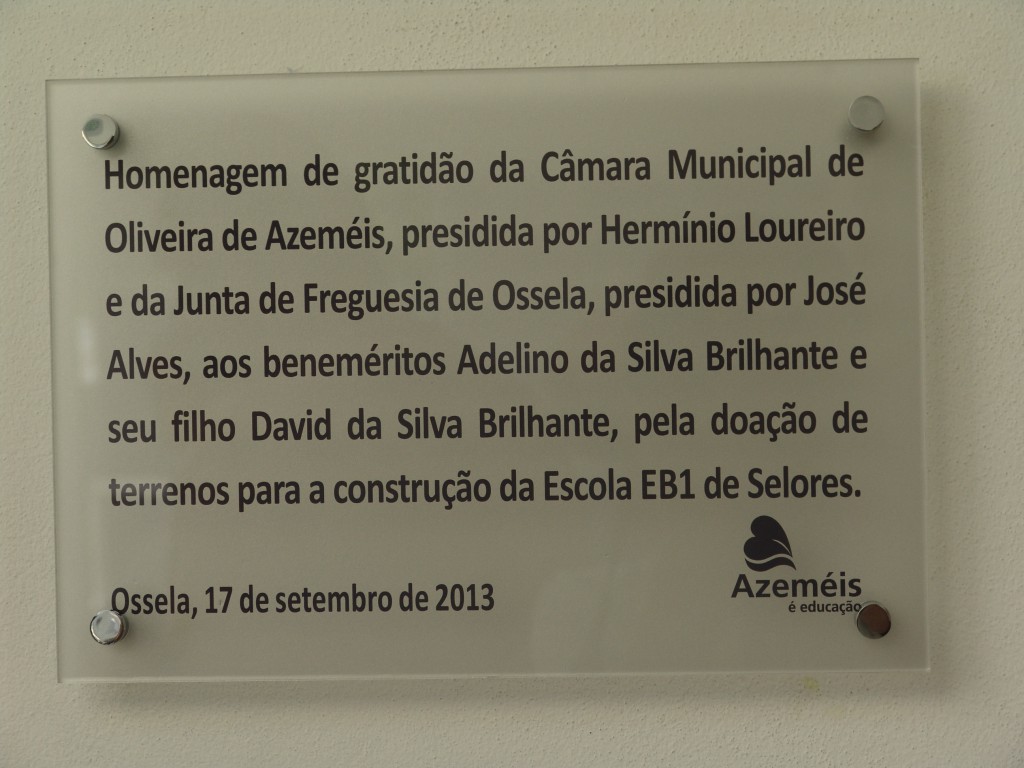 Homenagem de gratidão da Câmara Municipal de
Oliveira de Azeméis, presidida por Hermínio Loureiro
e da Junta de Freguesia de Ossela, presidida por José
Alves, aos beneméritos Adelino da Silva Brilhante e
seu filho David da Silva Brilhante, pela doação de
terrenos para a construção da Escola EB1 de Selores.
Ossela, 17 de setembro de 2013
Azeméis
é educação